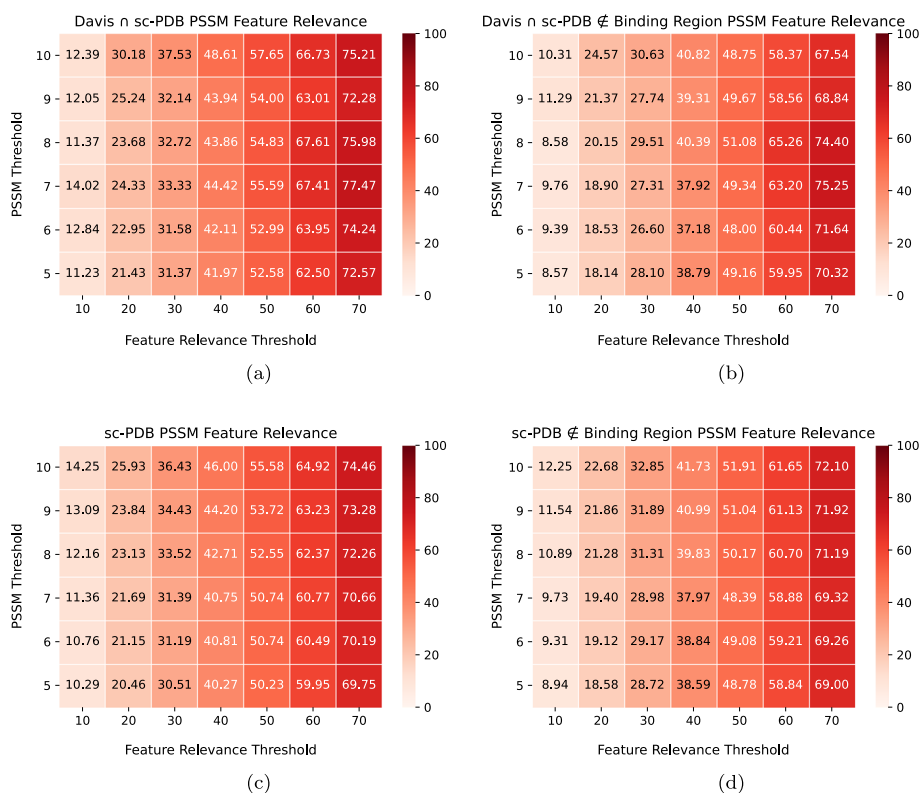 Davis ∩ sc-PDB PSSM Feature Relevance
PSSM Threshold
10 12.39 30.18 37.53 48.61 57.65 66.73 75.21
9 12.05 25.24 32.14 43.94 54.00 63.01 72.28
8 11.37 23.68 32.72 43.86 54.83 67.61 75.98
7 14.02 24.33 33.33 44.42 55.59 67.41 77.47
6 12.84 22.95 31.58 42.11 52.99 63.95 74.24
5 11.23 21.43 31.37 41.97 52.58 62.50 72.57
10 20 30 40 50 60 70
Feature Relevance Threshold
100
80
60
40
20
0
(a)
Davis ∩ sc-PDB ∉ Binding Region PSSM Feature Relevance
PSSM Threshold
10 10.31 24.57 30.63 40.82 48.75 58.37 67.54
9 11.29 21.37 27.74 39.31 49.67 58.56 68.84
8 8.58 20.15 29.51 40.39 51.08 65.26 74.40
7 9.76 18.90 27.31 37.92 49.34 63.20 75.25
6 9.39 18.53 26.60 37.18 48.00 60.44 71.64
5 8.57 18.14 28.10 38.79 49.16 59.95 70.32
10 20 30 40 50 60 70
Feature Relevance Threshold
100
80
60
40
20
0
(b)
sc-PDB PSSM Feature Relevance
PSSM Threshold
10 14.25 25.93 36.43 46.00 55.58 64.92 74.46
9 13.09 23.84 34.43 44.20 53.72 63.23 73.28
8 12.16 23.13 33.52 42.71 52.55 62.37 72.26
7 11.36 21.69 31.39 40.75 50.74 60.77 70.66
6 10.76 21.15 31.19 40.81 50.74 60.49 70.19
5 10.29 20.46 30.51 40.27 50.23 59.95 69.75
10 20 30 40 50 60 70
Feature Relevance Threshold
100
80
60
40
20
0
(c)
sc-PDB ∉ Binding Region PSSM Feature Relevance
PSSM Threshold
10 12.25 22.68 32.85 41.73 51.91 61.65 72.10
9 11.54 21.86 31.89 40.99 51.04 61.13 71.92
8 10.89 21.28 31.31 39.83 50.17 60.70 71.19
7 9.73 19.40 28.98 37.97 48.39 58.88 69.32
6 9.31 19.12 29.17 38.84 49.08 59.21 69.26
5 8.94 18.58 28.72 38.59 48.78 58.84 69.00
10 20 30 40 50 60 70
Feature Relevance Threshold
100
80
60
40
20
0
(d)